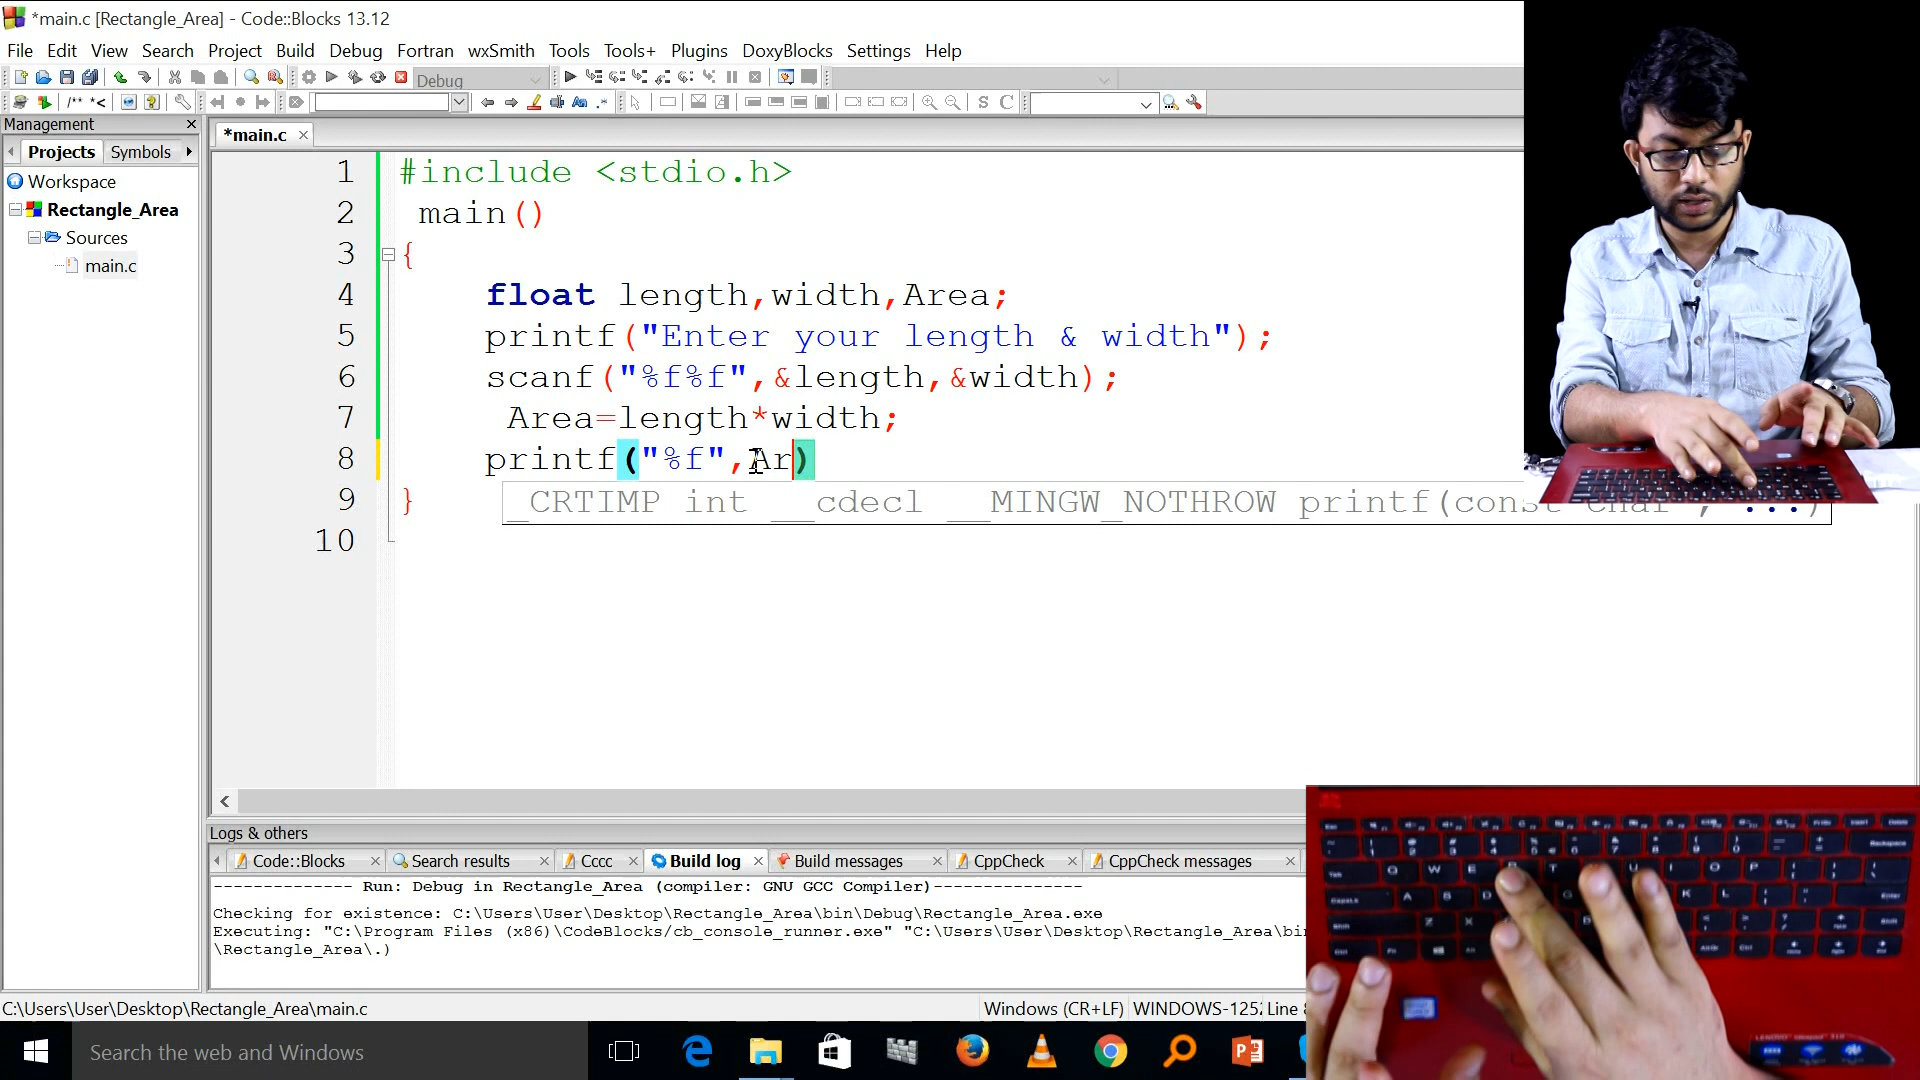 *main.c [Rectangle_Area] - Code::Blocks 13.12
File Edit View Search Project Build Debug Fortran wxSmith Tools Tools+ Plugins DoxyBlocks Settings Help
Debug
/** *<
S C
Management
Projects Symbols
*main.c
Workspace
Rectangle_Area
Sources
main.c
1 #include <stdio.h>
2 main()
3 {
4 float length,width,Area;
5 printf("Enter your length & width");
6 scanf("%f%f",&length,&width);
7 Area=length*width;
8 printf("%f",Ar)
9 }
_CRTIMP int __cdecl __MINGW_NOTHROW printf(const char , ...)
10
Logs & others
Code::Blocks Search results Cccc Build log Build messages CppCheck CppCheck messages
-------------- Run: Debug in Rectangle_Area (compiler: GNU GCC Compiler)---------------
Checking for existence: C:\Users\User\Desktop\Rectangle_Area\bin\Debug\Rectangle_Area.exe
Executing: "C:\Program Files (x86)\CodeBlocks/cb_console_runner.exe" "C:\Users\User\Desktop\Rectangle_Area\bin
\Rectangle_Area\.)
C:\Users\User\Desktop\Rectangle_Area\main.c Windows (CR+LF) WINDOWS-1252 Line
Search the web and Windows